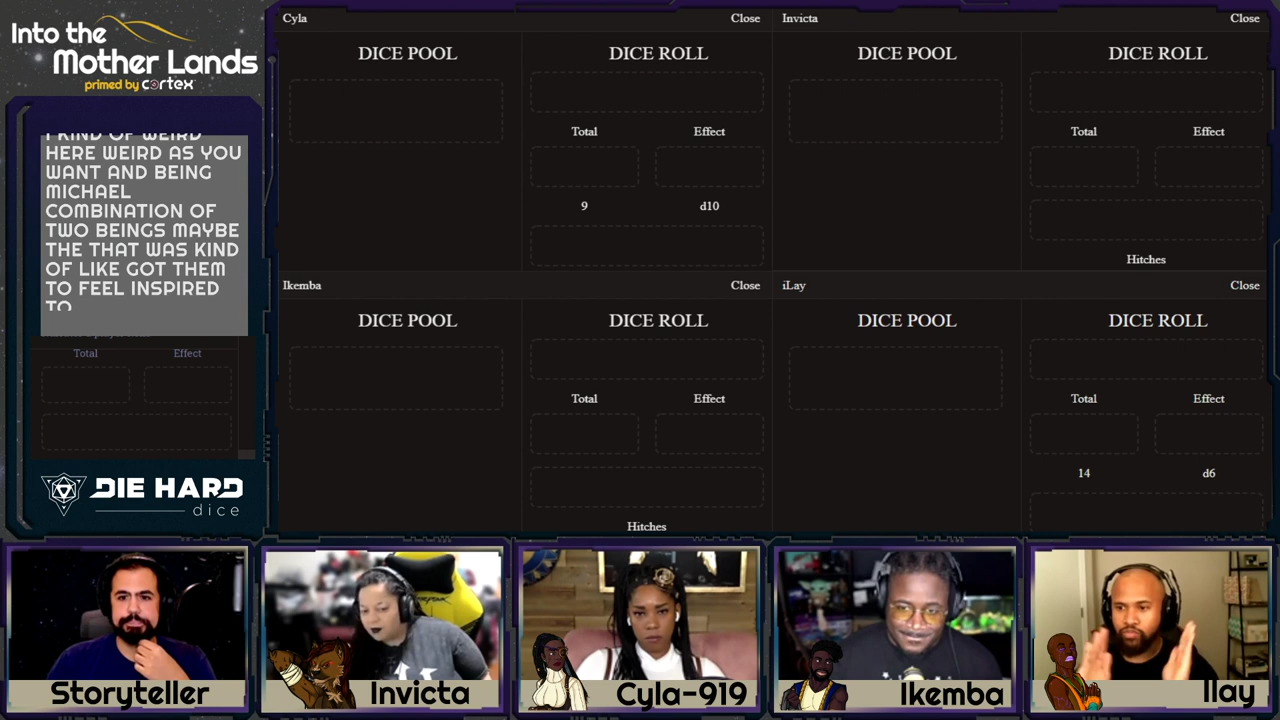 Into the
Mother Lands
primed by cortex
I KIND OF WEIRD
HERE WEIRD AS YOU
WANT AND BEING
MICHAEL
COMBINATION OF
TWO BEINGS MAYBE
THE THAT WAS KIND
OF LIKE GOT THEM
TO FEEL INSPIRED
TO
Total Effect
DIE HARD
dice
Cyla Close
DICE POOL DICE ROLL
Total Effect
9 d10
Invicta Close
DICE POOL DICE ROLL
Total Effect
Hitches
Ikemba Close
DICE POOL DICE ROLL
Total Effect
Hitches
iLay Close
DICE POOL DICE ROLL
Total Effect
14 d6
Storyteller
Invicta
Cyla-919
Ikemba
Ilay